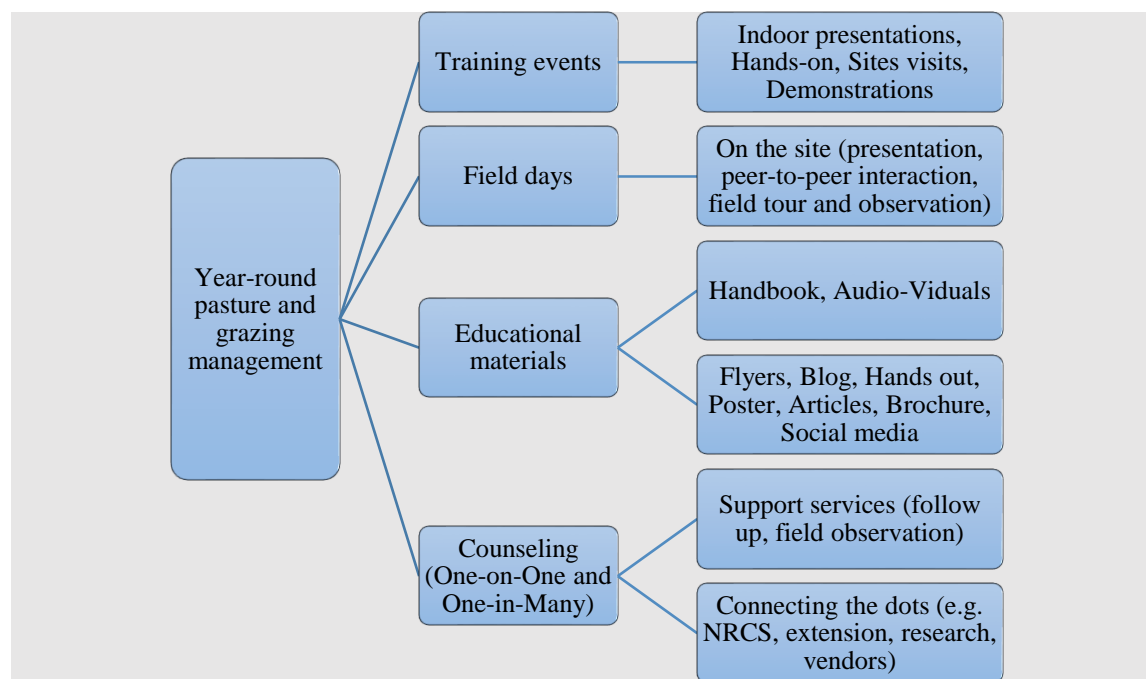 Year-round
pasture and
grazing
management
Training events
Indoor presentations,
Hands-on, Sites visits,
Demonstrations
Field days
On the site (presentation,
peer-to-peer interaction,
field tour and observation)
Educational
materials
Handbook, Audio-Viduals
Flyers, Blog, Hands out,
Poster, Articles, Brochure,
Social media
Counseling
(One-on-One and
One-in-Many)
Support services (follow
up, field observation)
Connecting the dots (e.g.
NRCS, extension, research,
vendors)